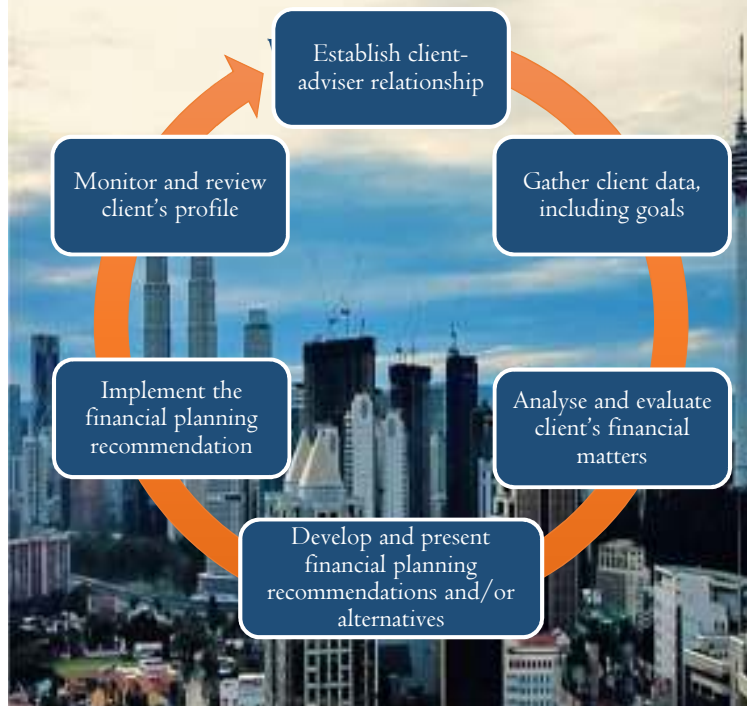 Establish client-
adviser relationship
Gather client data,
including goals
Analyse and evaluate
client's financial
matters
Develop and present
financial planning
recommendations and/or
alternatives
Implement the
financial planning
recommendation
Monitor and review
client's profile